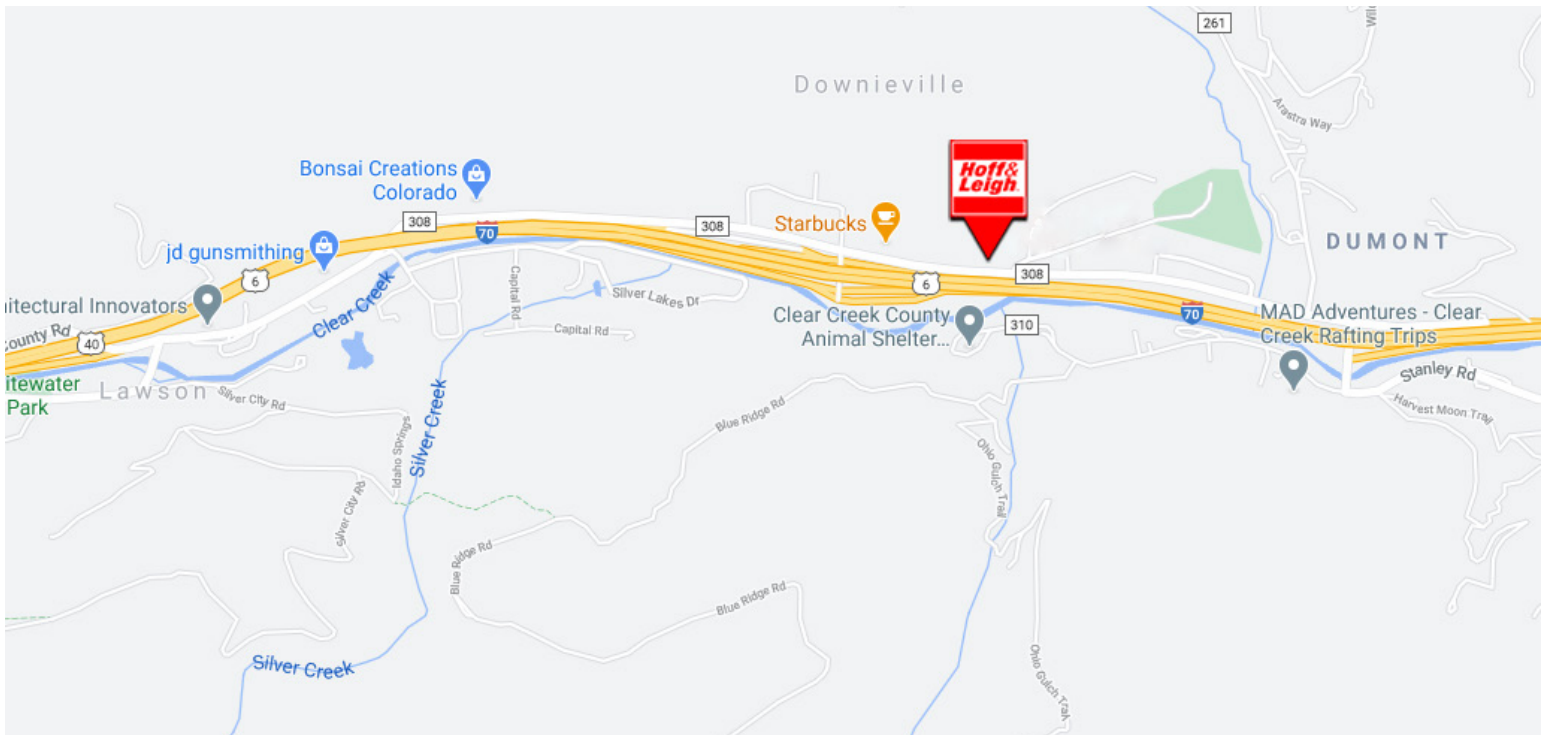 261
Mill
Downieville
Arastra Way
Hoff&
Leigh
Bonsai Creations
Colorado
308
70
308
Starbucks
DUMONT
jd gunsmithing
6
6
308
Capital Rd
Silver Lakes Dr
hitectural Innovators
Clear Creek
Clear Creek County
Animal Shelter...
310
70
MAD Adventures - Clear
Creek Rafting Trips
County Rd
40
Capital Rd
itewater
Park
Lawson
Silver City Rd
Stanley Rd
Harvest Moon Trail
Silver Creek
Blue Ridge Rd
Idaho Springs
Ohio Gulch Trail
Silver City Rd
Blue Ridge Rd
Blue Ridge Rd
Silver Creek
Ohio Gulch Trail